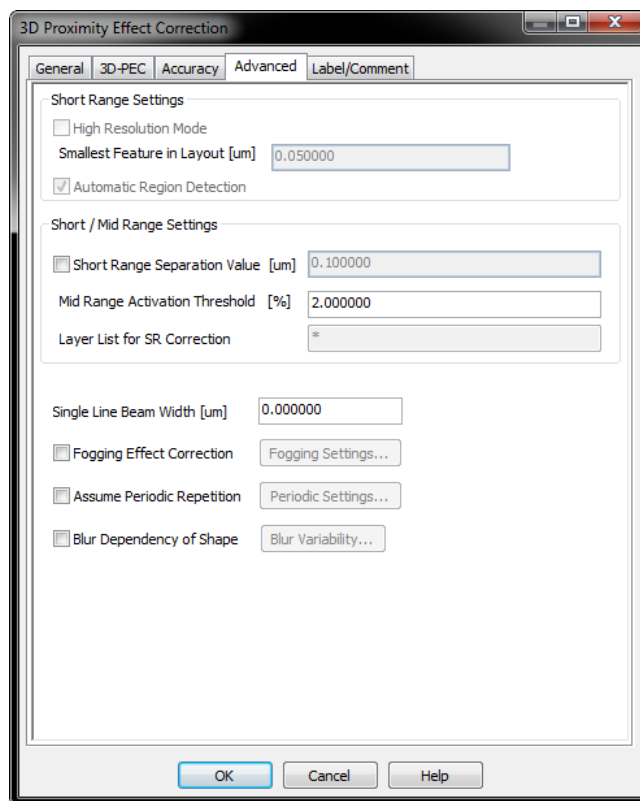 3D Proximity Effect Correction
General 3D-PEC Accuracy Advanced Label/Comment
Short Range Settings
High Resolution Mode
Smallest Feature in Layout [um] 0.050000
Automatic Region Detection
Short / Mid Range Settings
Short Range Separation Value [um] 0.100000
Mid Range Activation Threshold [%] 2.000000
Layer List for SR Correction *
Single Line Beam Width [um] 0.000000
Fogging Effect Correction Fogging Settings...
Assume Periodic Repetition Periodic Settings...
Blur Dependency of Shape Blur Variability...
OK Cancel Help